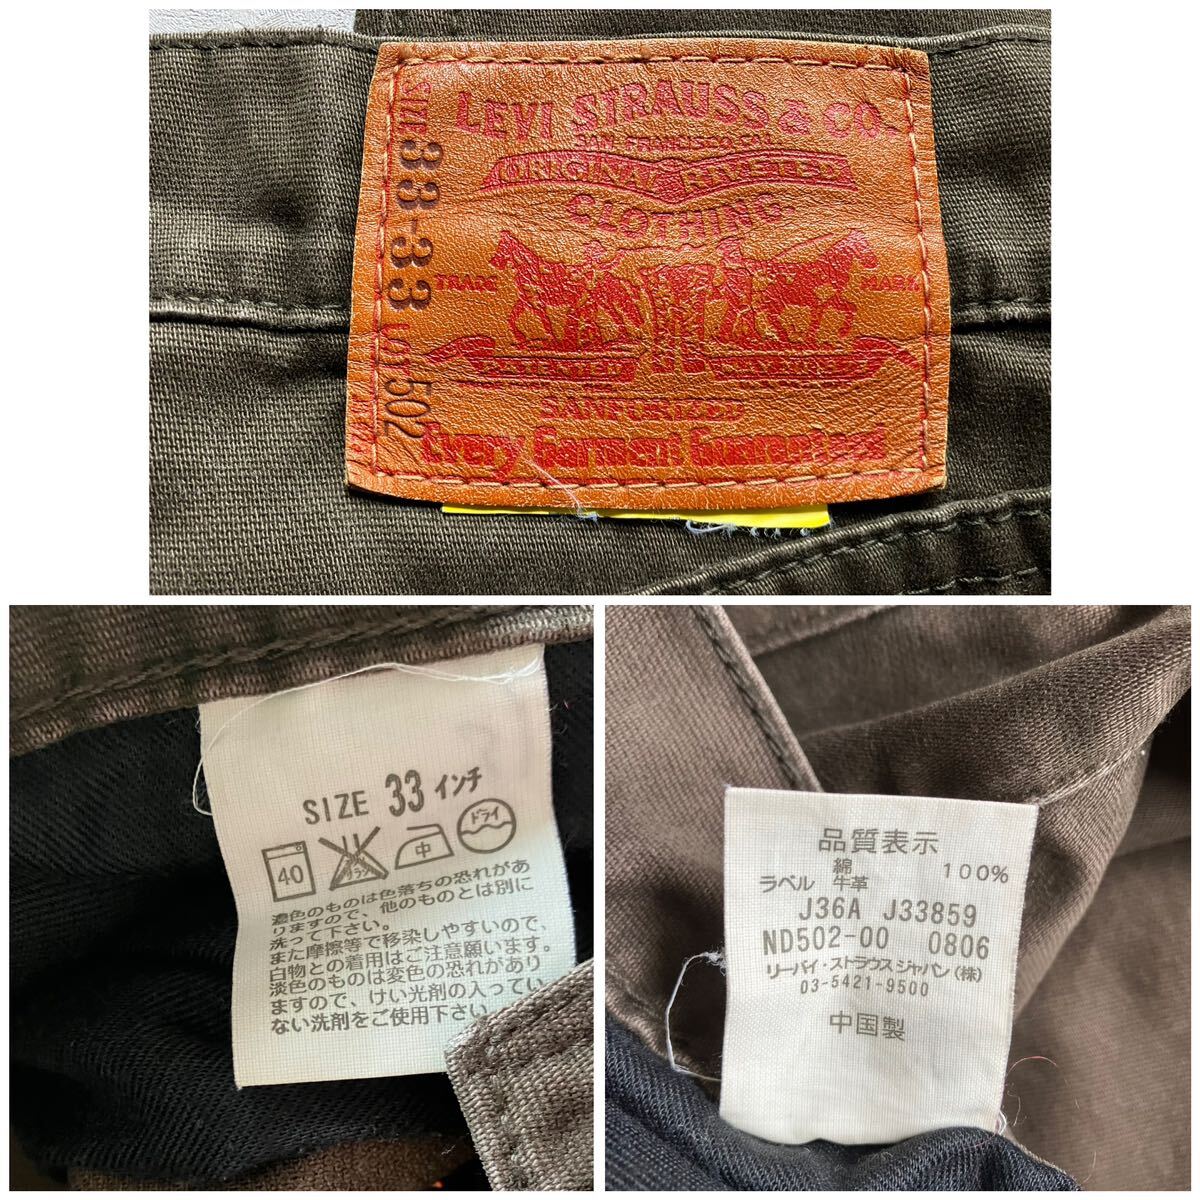 LEVI STRAUSS & CO.
SAN FRANCISCO CAL
ORIGINAL RIVETED
CLOTHING
TRADE MARK
PATENTED
SANFORIZED
Every Garment Guaranteed
SIZE 33-33 502
SIZE 33 インチ
40 ブラシ 中 ドライ
濃色のものは色落ちの恐れがあ
りますので、他のものとは別に
洗って下さい。
また摩擦等で移染しやすいので、
白物との着用はご注意願います。
淡色のものは変色の恐れがあり
ますので、けい光剤の入ってい
ない洗剤をご使用下さい。
品質表示
綿 100%
ラベル 牛革
J36A J33859
ND502-00 0806
リーバイ・ストラウス ジャパン(株)
03-5421-9500
中国製